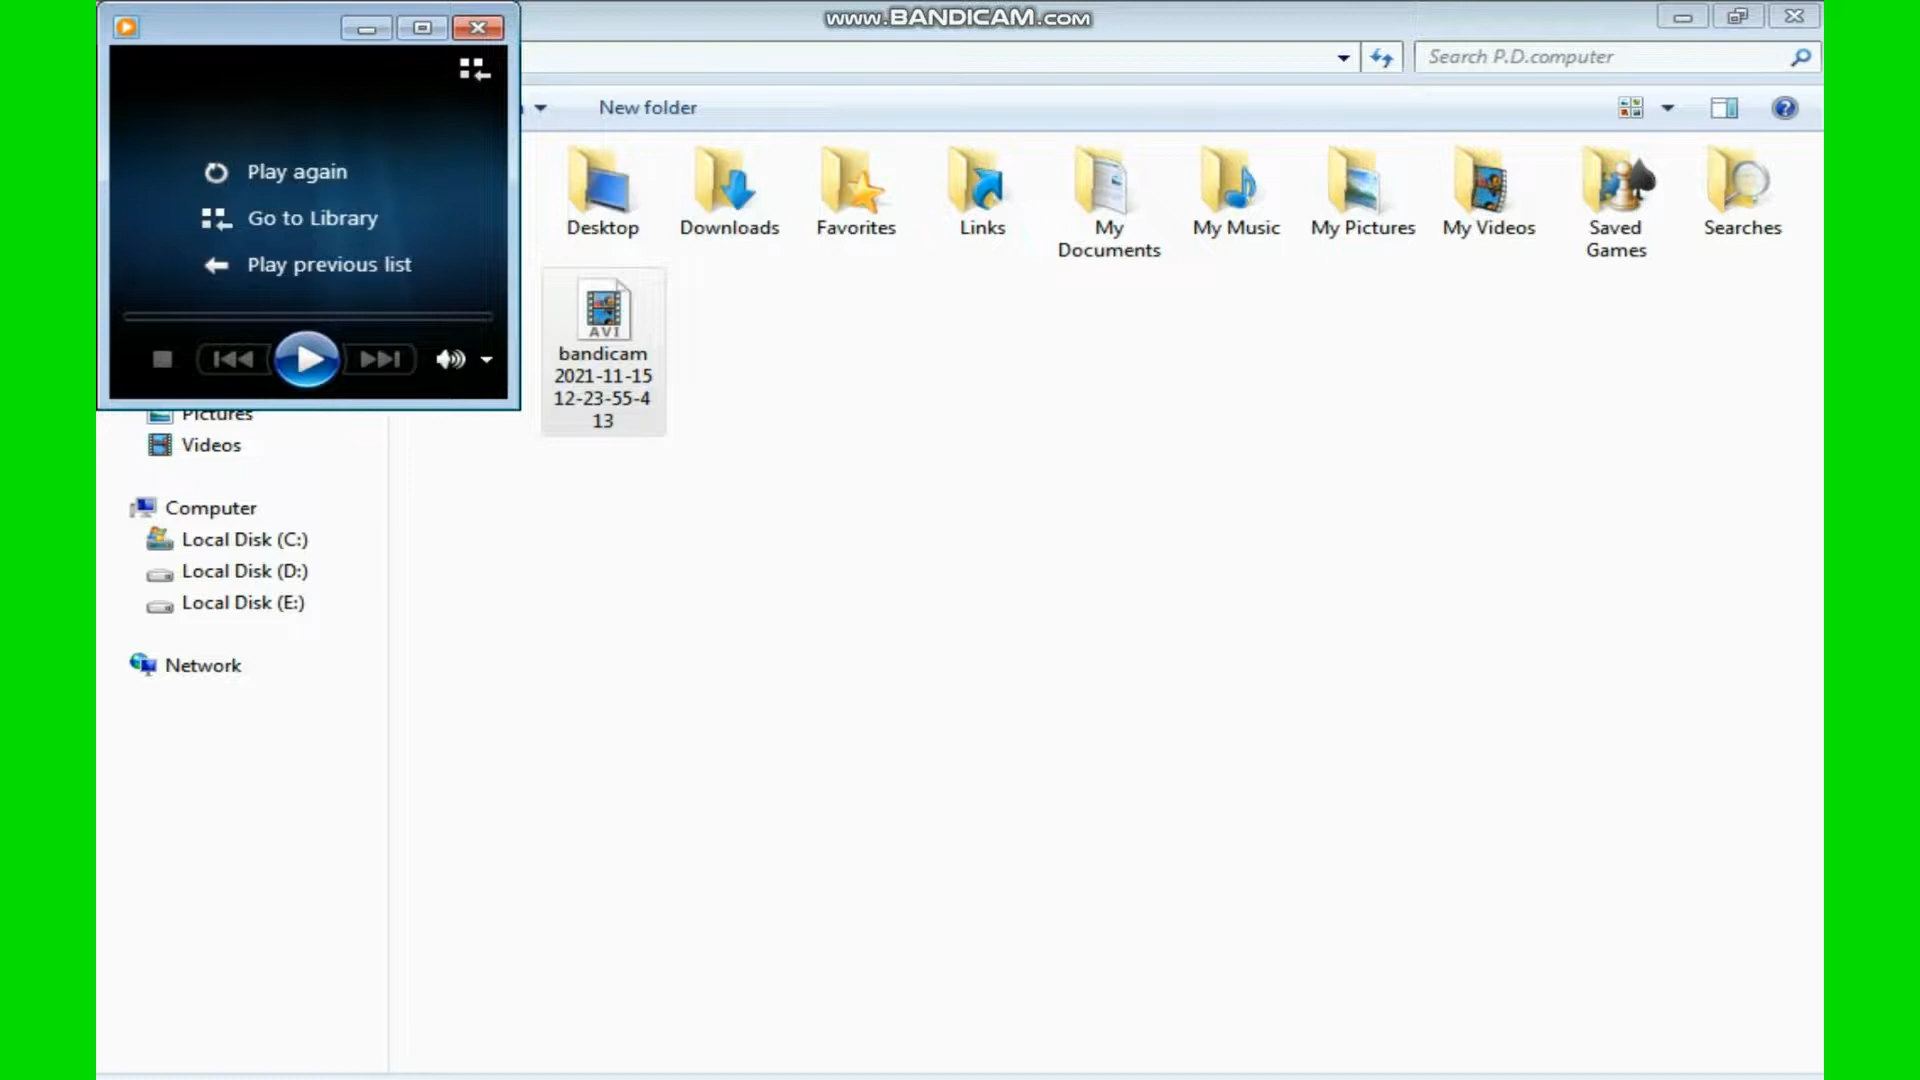 www.BANDICAM.com
Search P.D.computer
New folder
Play again
Go to Library
Play previous list
Desktop
Downloads
Favorites
Links
My
Documents
My Music
My Pictures
My Videos
Saved
Games
Searches
AVI
bandicam
2021-11-15
12-23-55-4
13
Pictures
Videos
Computer
Local Disk (C:)
Local Disk (D:)
Local Disk (E:)
Network